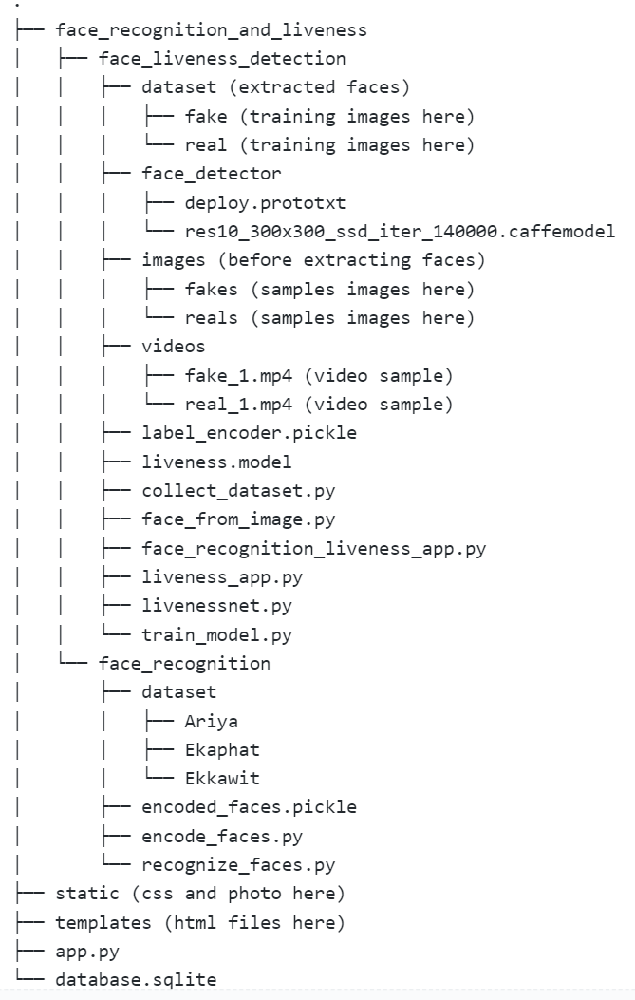 .
├── face_recognition_and_liveness
│   ├── face_liveness_detection
│   │   ├── dataset (extracted faces)
│   │   │   ├── fake (training images here)
│   │   │   └── real (training images here)
│   │   ├── face_detector
│   │   │   ├── deploy.prototxt
│   │   │   └── res10_300x300_ssd_iter_140000.caffemodel
│   │   ├── images (before extracting faces)
│   │   │   ├── fakes (samples images here)
│   │   │   └── reals (samples images here)
│   │   ├── videos
│   │   │   ├── fake_1.mp4 (video sample)
│   │   │   └── real_1.mp4 (video sample)
│   │   ├── label_encoder.pickle
│   │   ├── liveness.model
│   │   ├── collect_dataset.py
│   │   ├── face_from_image.py
│   │   ├── face_recognition_liveness_app.py
│   │   ├── liveness_app.py
│   │   ├── livenessnet.py
│   │   └── train_model.py
│   └── face_recognition
│       ├── dataset
│       │   ├── Ariya
│       │   ├── Ekaphat
│       │   └── Ekkawit
│       ├── encoded_faces.pickle
│       ├── encode_faces.py
│       └── recognize_faces.py
├── static (css and photo here)
├── templates (html files here)
├── app.py
└── database.sqlite